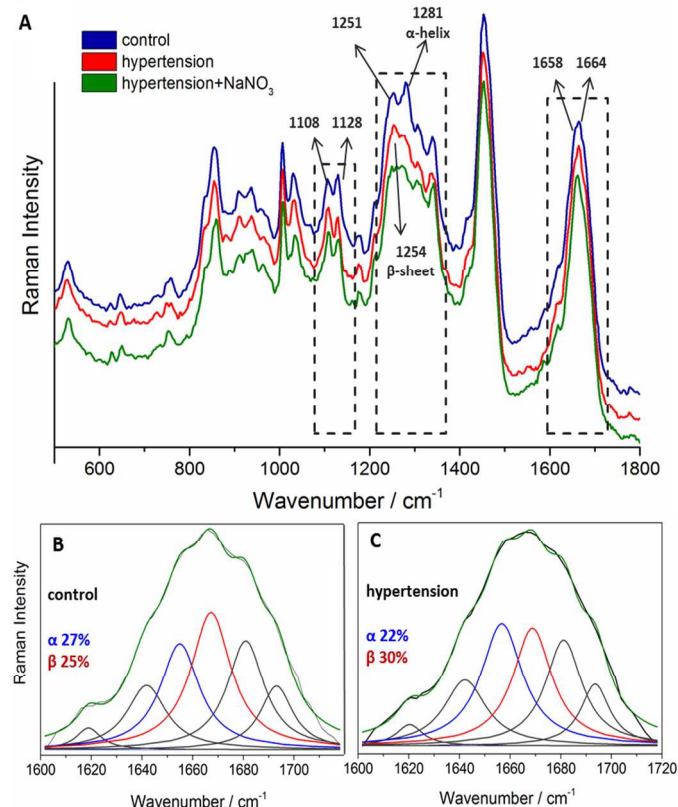 A
control
hypertension
hypertension+NaNO3
1251
1281
α-helix
1108
1128
1254
β-sheet
1658
1664
Raman Intensity
600 800 1000 1200 1400 1600 1800
Wavenumber / cm-1
B
control
α 27%
β 25%
Raman Intensity
1600 1620 1640 1660 1680 1700
Wavenumber / cm-1
C
hypertension
α 22%
β 30%
1600 1620 1640 1660 1680 1700 1720
Wavenumber / cm-1